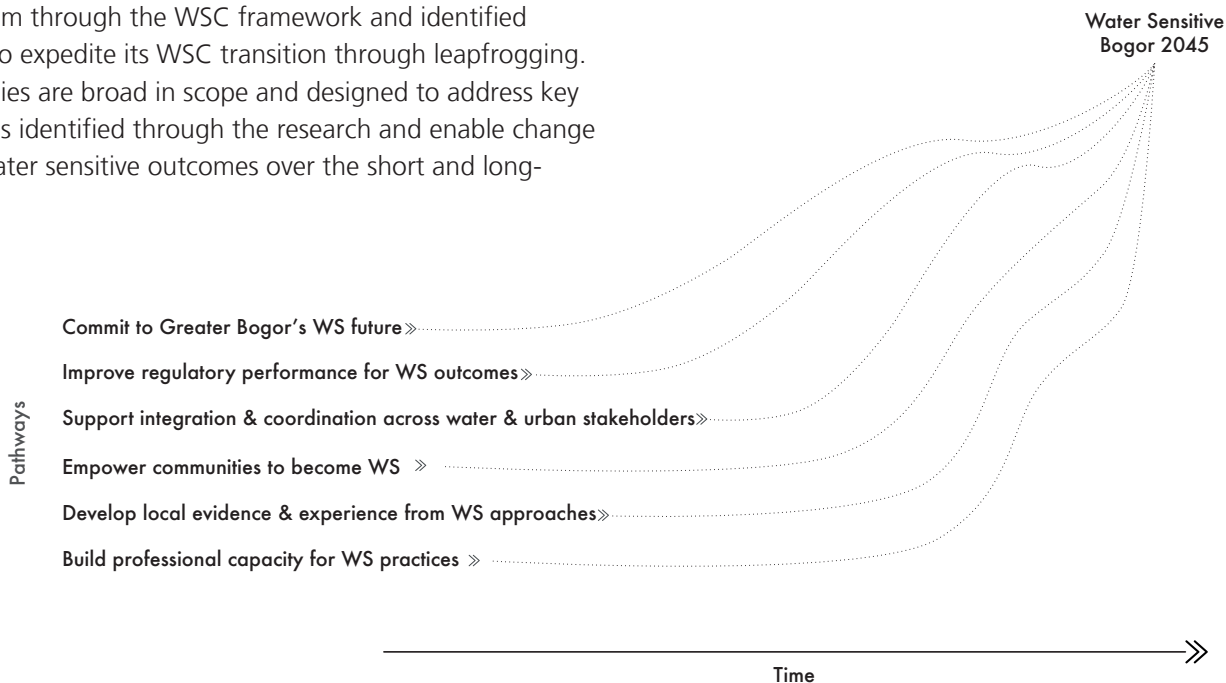 m through the WSC framework and identified
o expedite its WSC transition through leapfrogging.
ies are broad in scope and designed to address key
s identified through the research and enable change
ater sensitive outcomes over the short and long-
Water Sensitive
Bogor 2045
Pathways
Commit to Greater Bogor's WS future »
Improve regulatory performance for WS outcomes »
Support integration & coordination across water & urban stakeholders »
Empower communities to become WS »
Develop local evidence & experience from WS approaches »
Build professional capacity for WS practices »
Time